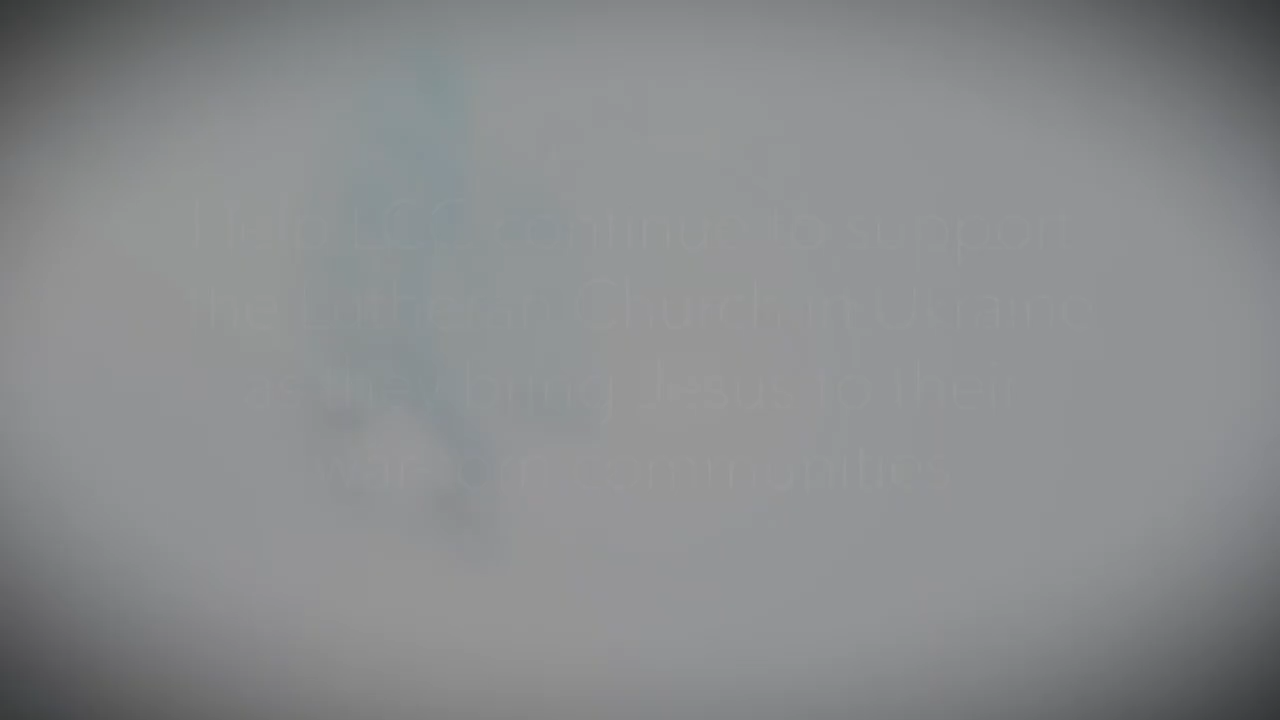 Help LCC continue to support
the Lutheran Church in Ukraine
as they bring Jesus to their
war-torn communities